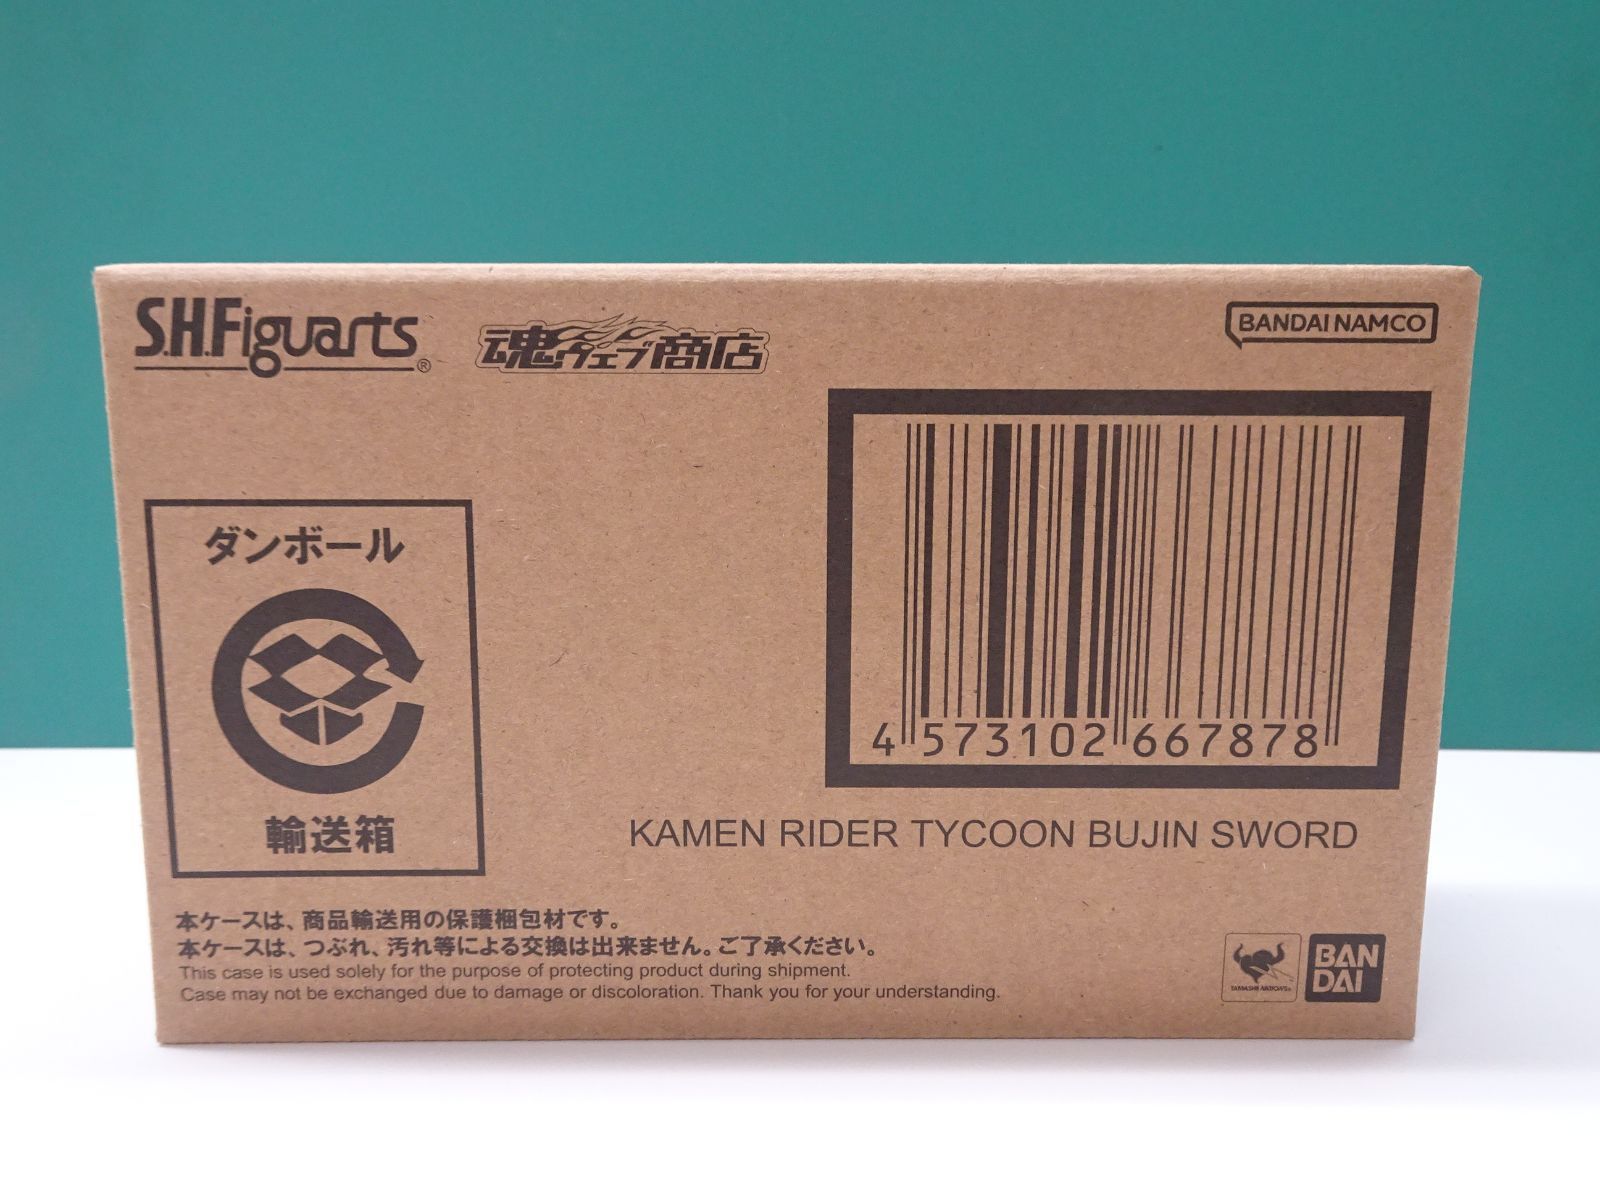 S.H.Figuarts®
魂ウェブ商店
BANDAI NAMCO
ダンボール
輸送箱
4 573102 667878
KAMEN RIDER TYCOON BUJIN SWORD
本ケースは、商品輸送用の保護梱包材です。
本ケースは、つぶれ、汚れ等による交換は出来ません。ご了承ください。
This case is used solely for the purpose of protecting product during shipment.
Case may not be exchanged due to damage or discoloration. Thank you for your understanding.
TAMASHII NATIONS®
BAN
DAI